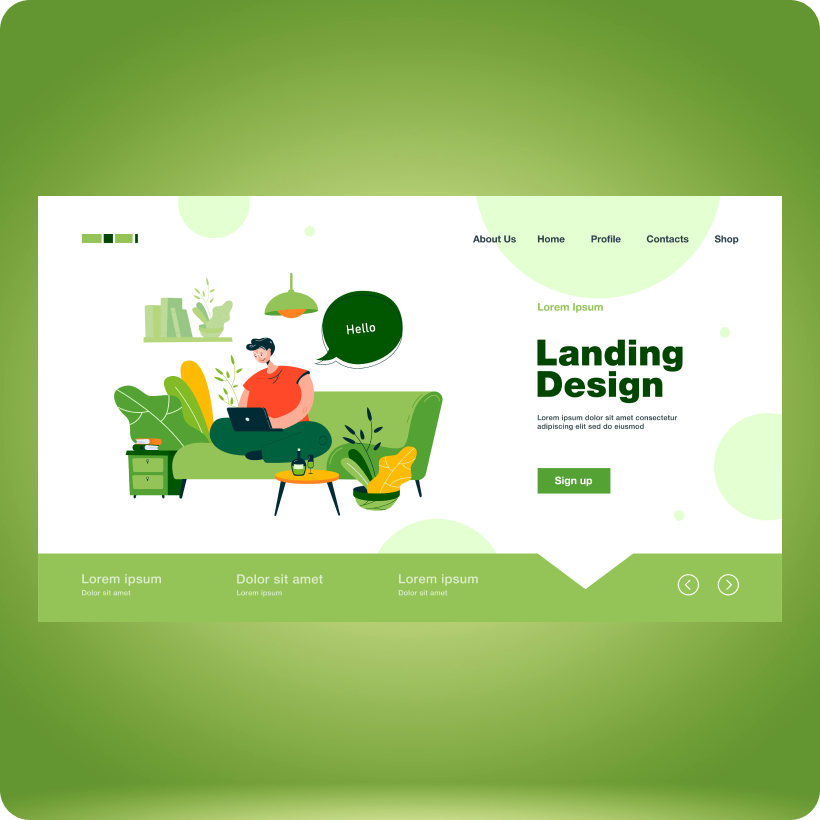 About Us Home Profile Contacts Shop
Hello
Lorem Ipsum
Landing
Design
Lorem ipsum dolor sit amet consectetur
adipiscing elit sed do eiusmod
Sign up
Lorem ipsum
Dolor sit amet
Dolor sit amet
Lorem ipsum
Lorem ipsum
Dolor sit amet